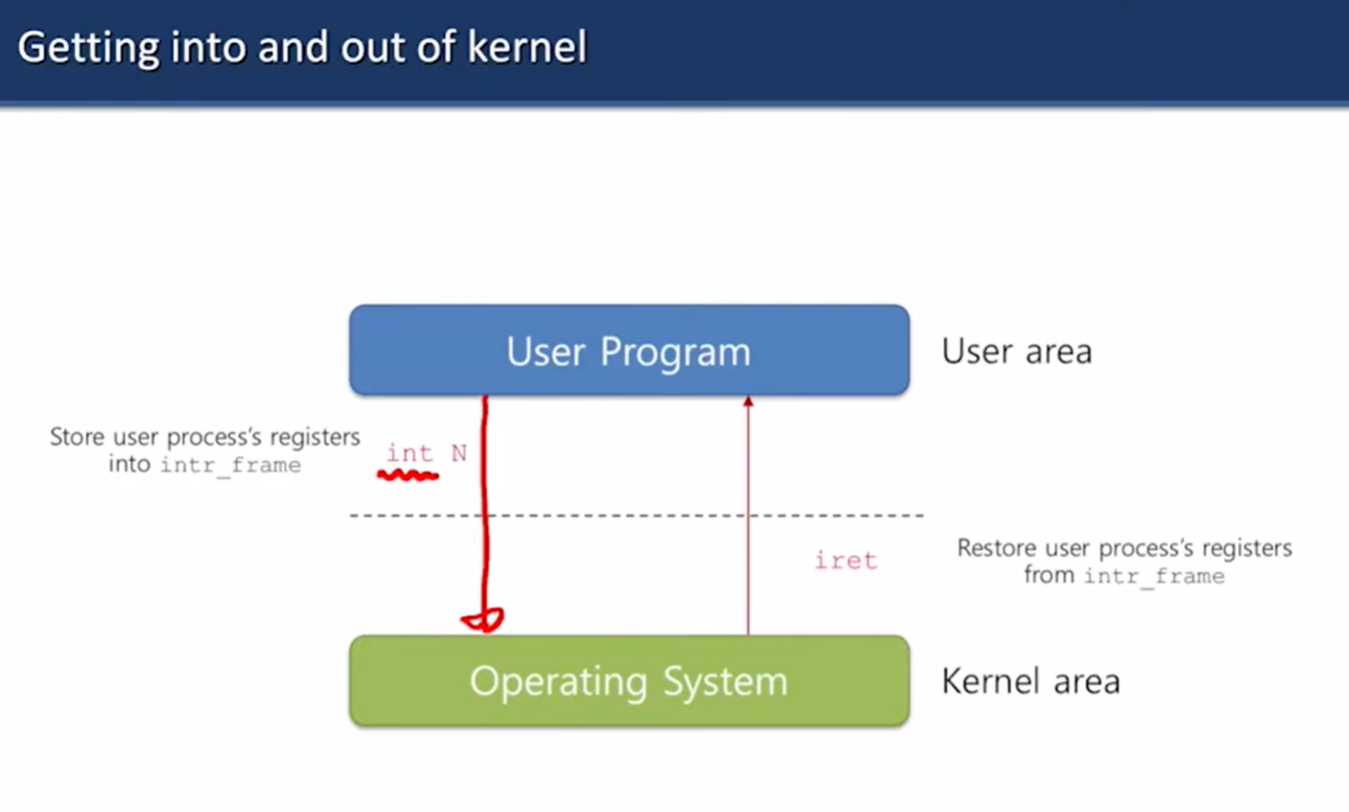 Getting into and out of kernel
User Program
User area
Store user process's registers
into intr_frame
int N
iret
Restore user process's registers
from intr_frame
Operating System
Kernel area